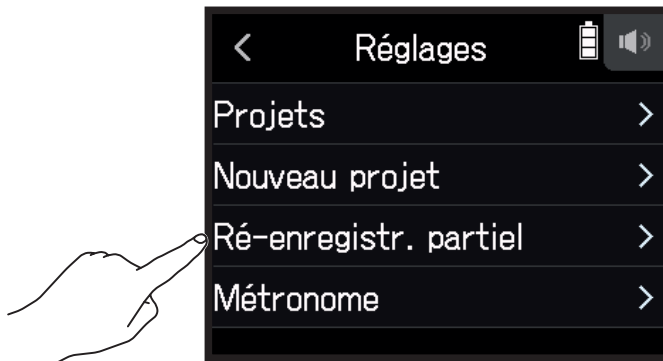 Réglages
Projets
Nouveau projet
Ré-enregistr. partiel
Métronome